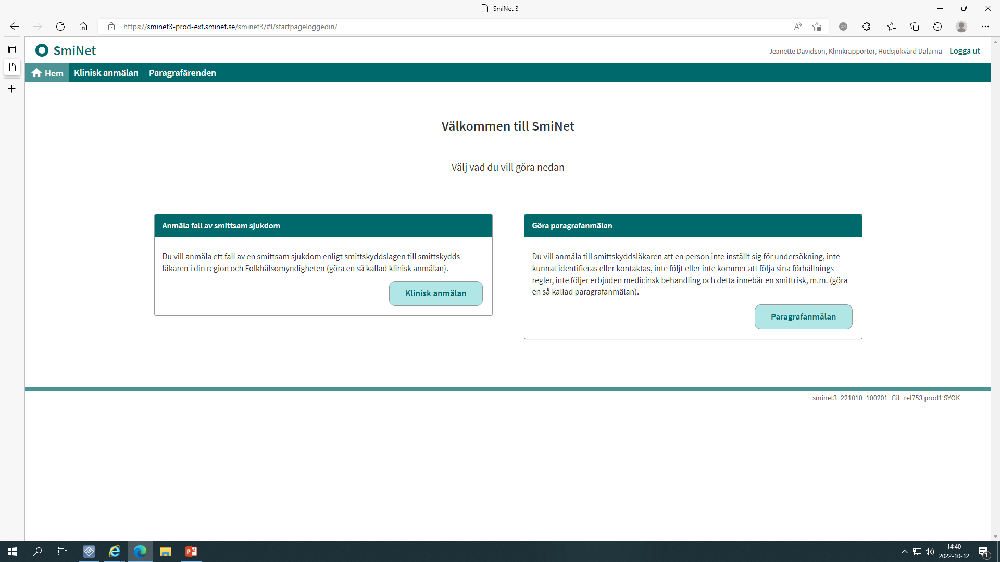 SmiNet 3
https://sminet3-prod-ext.sminet.se/sminet3/#!/startpageloggedin/
SmiNet
Jeanette Davidson, Klinikrapportör, Hudsjukvård Dalarna Logga ut
Hem Klinisk anmälan Paragrafärenden
Välkommen till SmiNet
Välj vad du vill göra nedan
Anmäla fall av smittsam sjukdom
Du vill anmäla ett fall av en smittsam sjukdom enligt smittskyddslagen till smittskydds-
läkaren i din region och Folkhälsomyndigheten (göra en så kallad klinisk anmälan).
Klinisk anmälan
Göra paragrafanmälan
Du vill anmäla till smittskyddsläkaren att en person inte inställt sig för undersökning, inte
kunnat identifieras eller kontaktas, inte följt eller inte kommer att följa sina förhållnings-
regler, inte följer erbjuden medicinsk behandling och detta innebär en smittrisk, m.m. (göra
en så kallad paragrafanmälan).
Paragrafanmälan
sminet3_221010_100201_Git_rel753 prod1 SYOK
14:40
2022-10-12
1